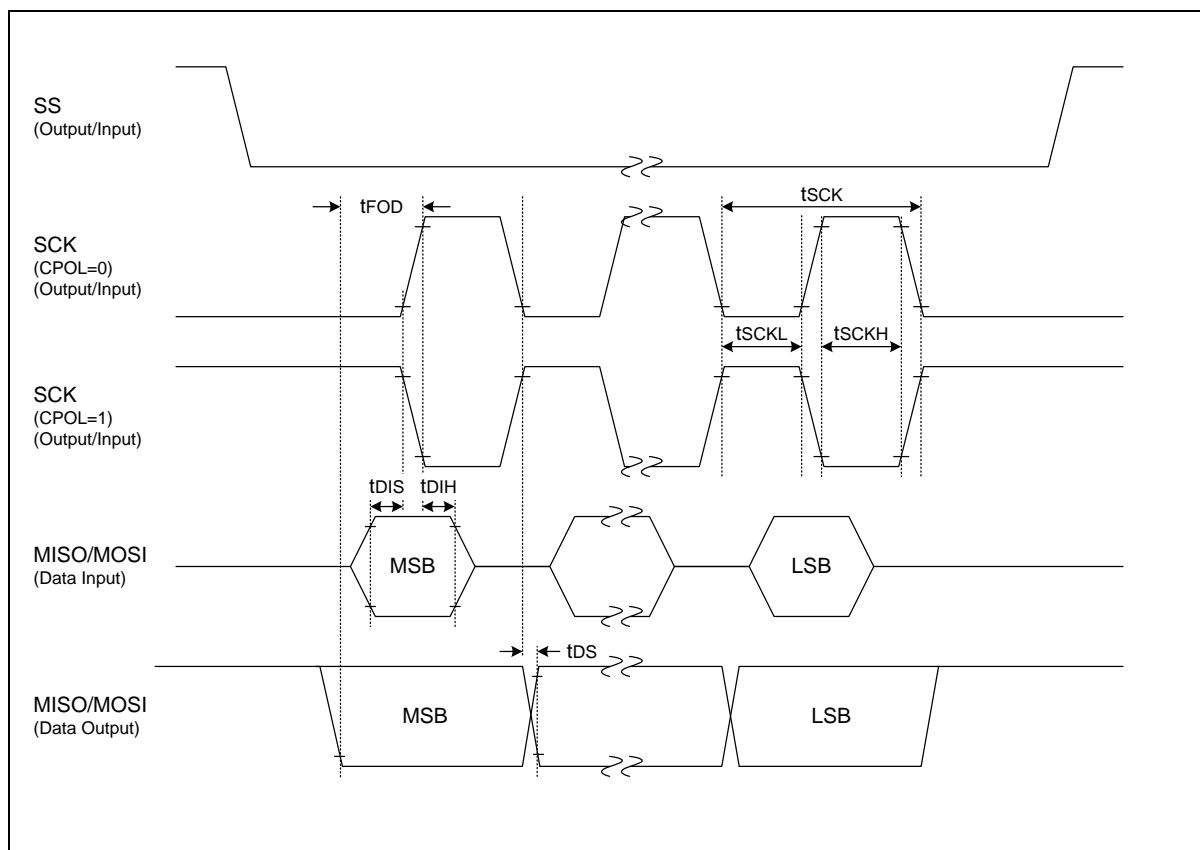 SS
(Output/Input)
tFOD
tSCK
SCK
(CPOL=0)
(Output/Input)
tSCKL
tSCKH
SCK
(CPOL=1)
(Output/Input)
tDIS
tDIH
MISO/MOSI
(Data Input)
MSB
LSB
tDS
MISO/MOSI
(Data Output)
MSB
LSB